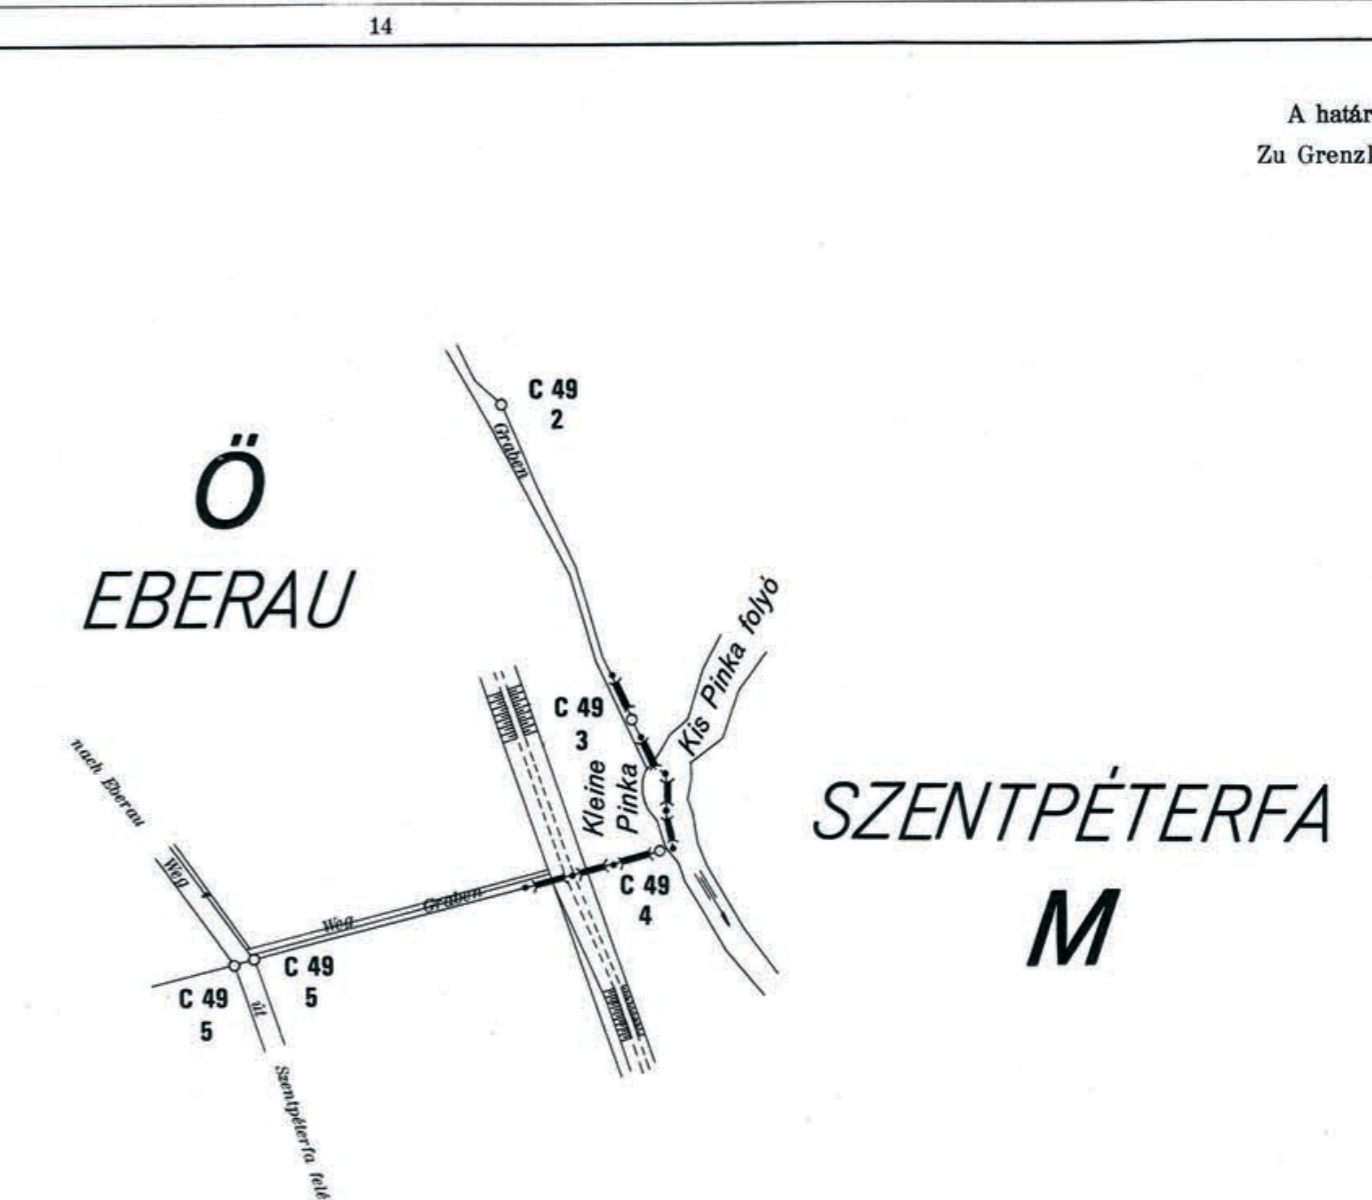 14
A határ
Zu Grenz
C 49
2
Graben
Ö
EBERAU
Kis Pinka folyó
C 49
3
Kleine
Pinka
nach Eberau
SZENTPÉTERFA
Weg
C 49
4
Graben
Weg
M
C 49
5
C 49
5
út
Szentpéterfa felé